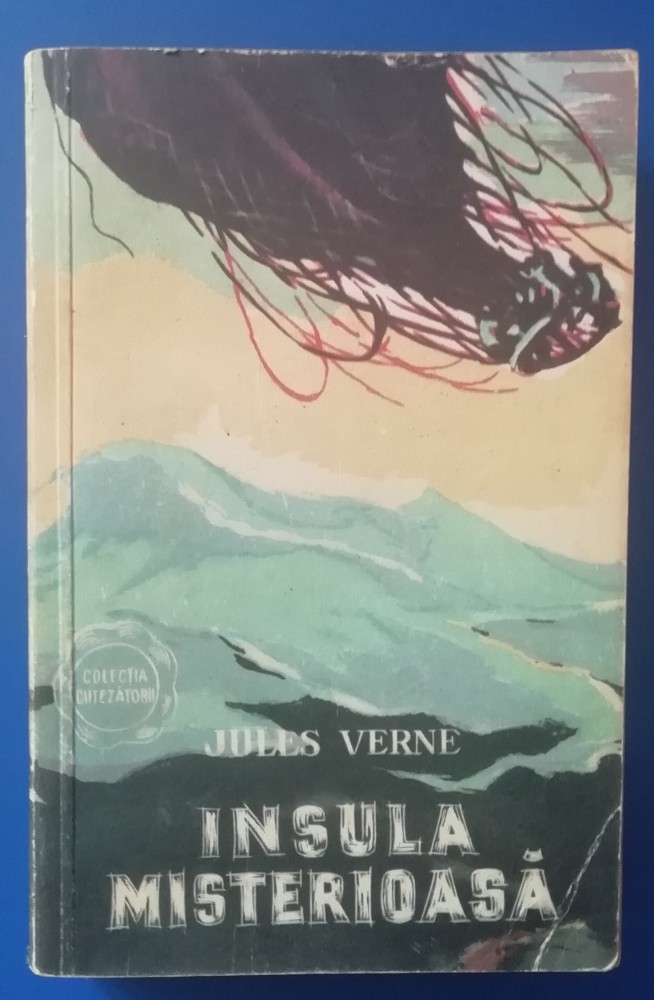 COLECȚIA
CUTEZĂTORII
JULES VERNE
INSULA
MISTERIOASĂ